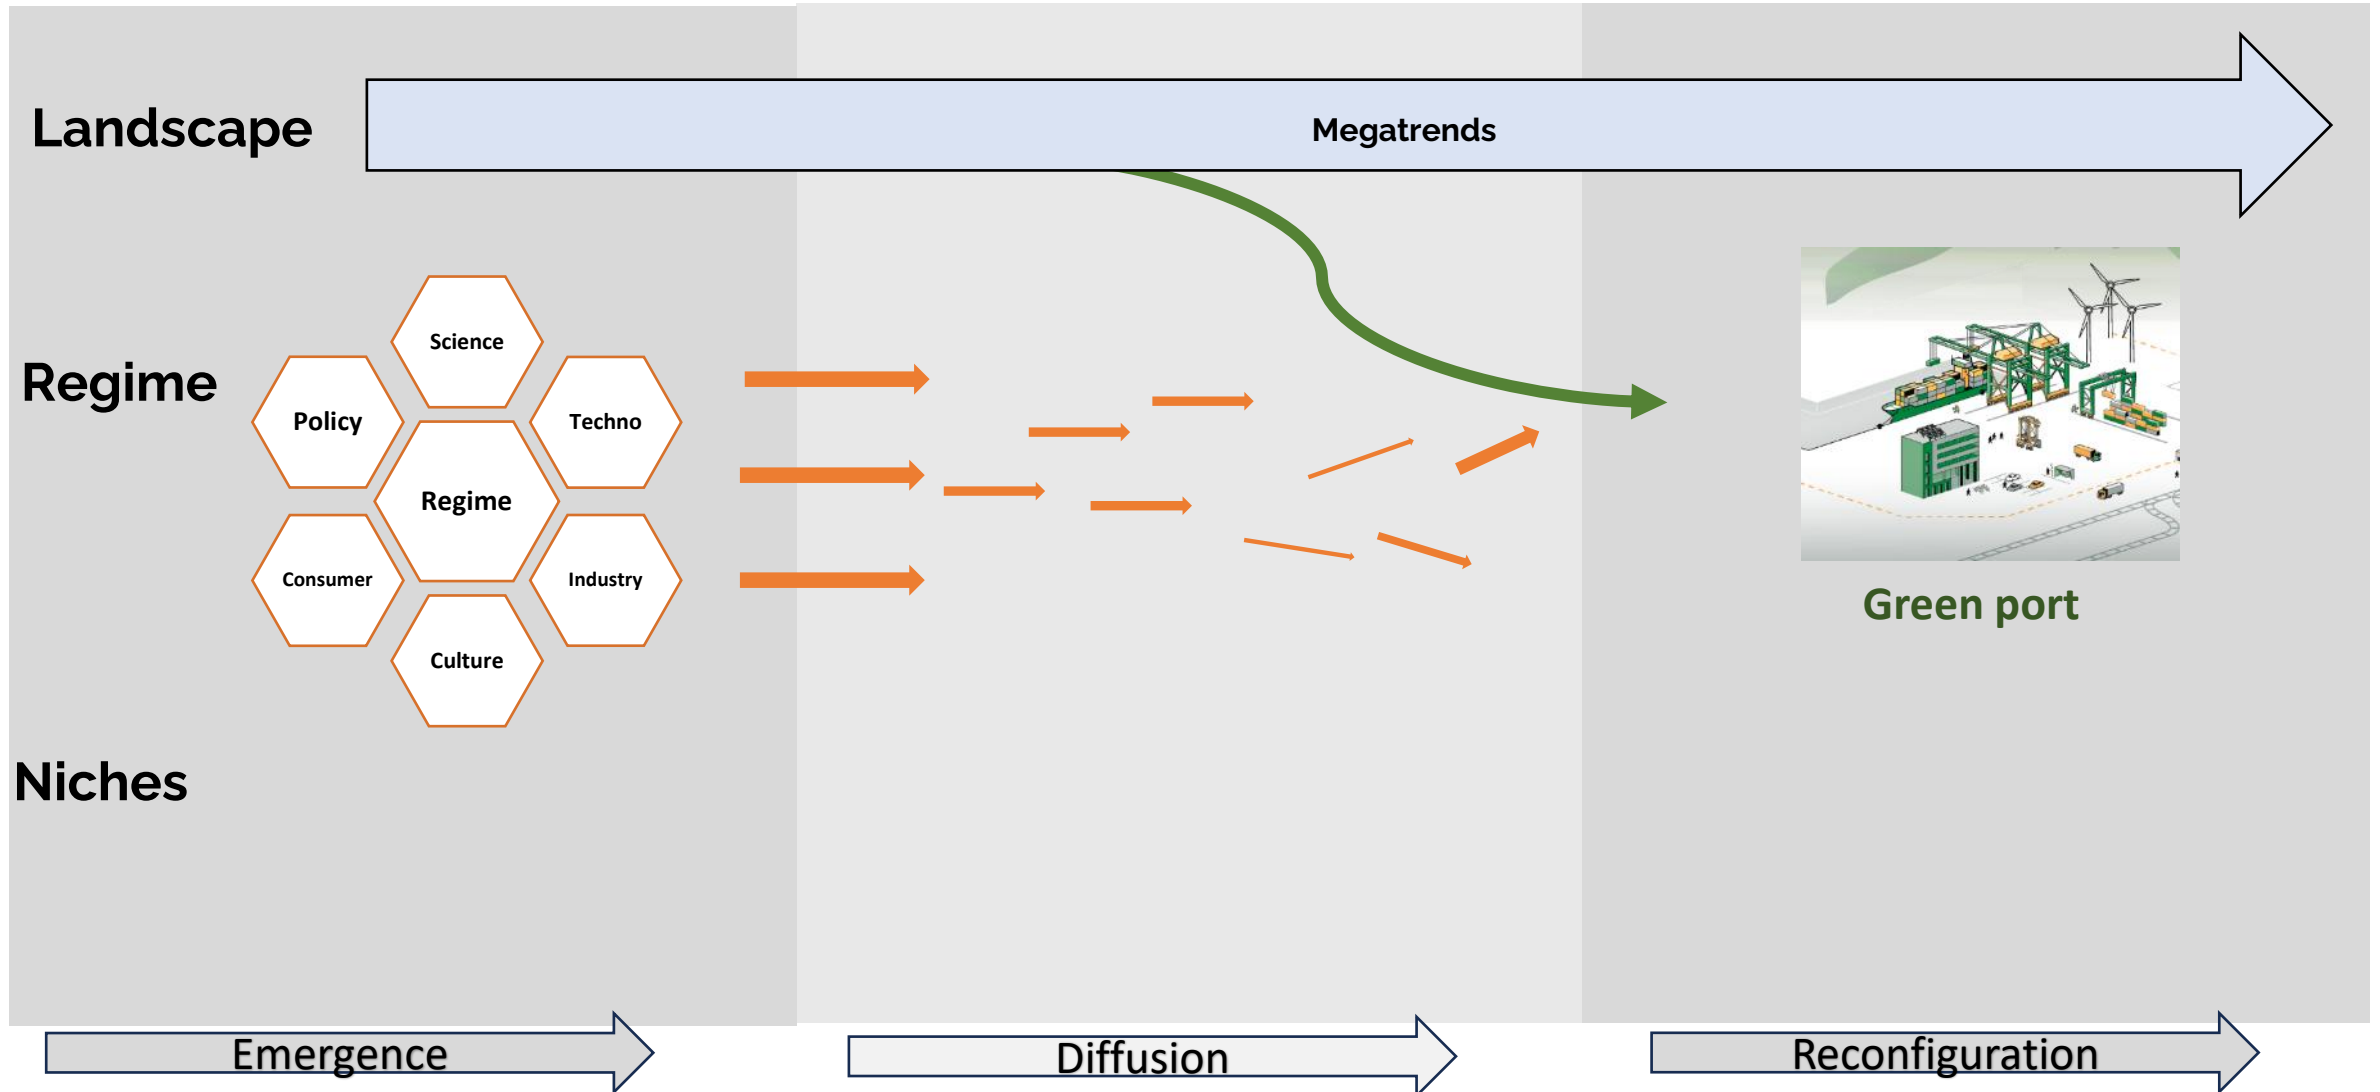 Landscape
Megatrends
Regime
Science
Policy
Techno
Regime
Consumer
Industry
Culture
Green port
Niches
Emergence
Diffusion
Reconfiguration